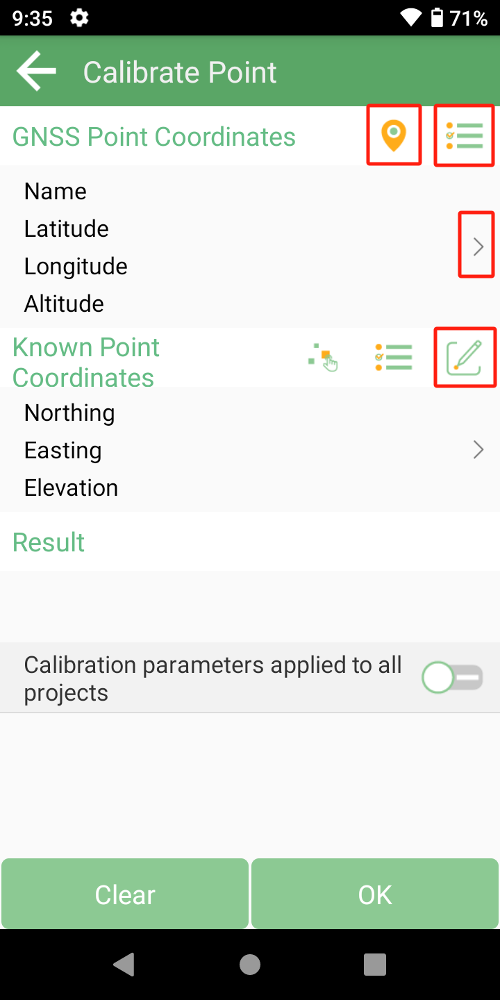 9:35
71%
Calibrate Point
GNSS Point Coordinates
Name
Latitude
Longitude
Altitude
Known Point
Coordinates
Northing
Easting
Elevation
Result
Calibration parameters applied to all
projects
Clear
OK